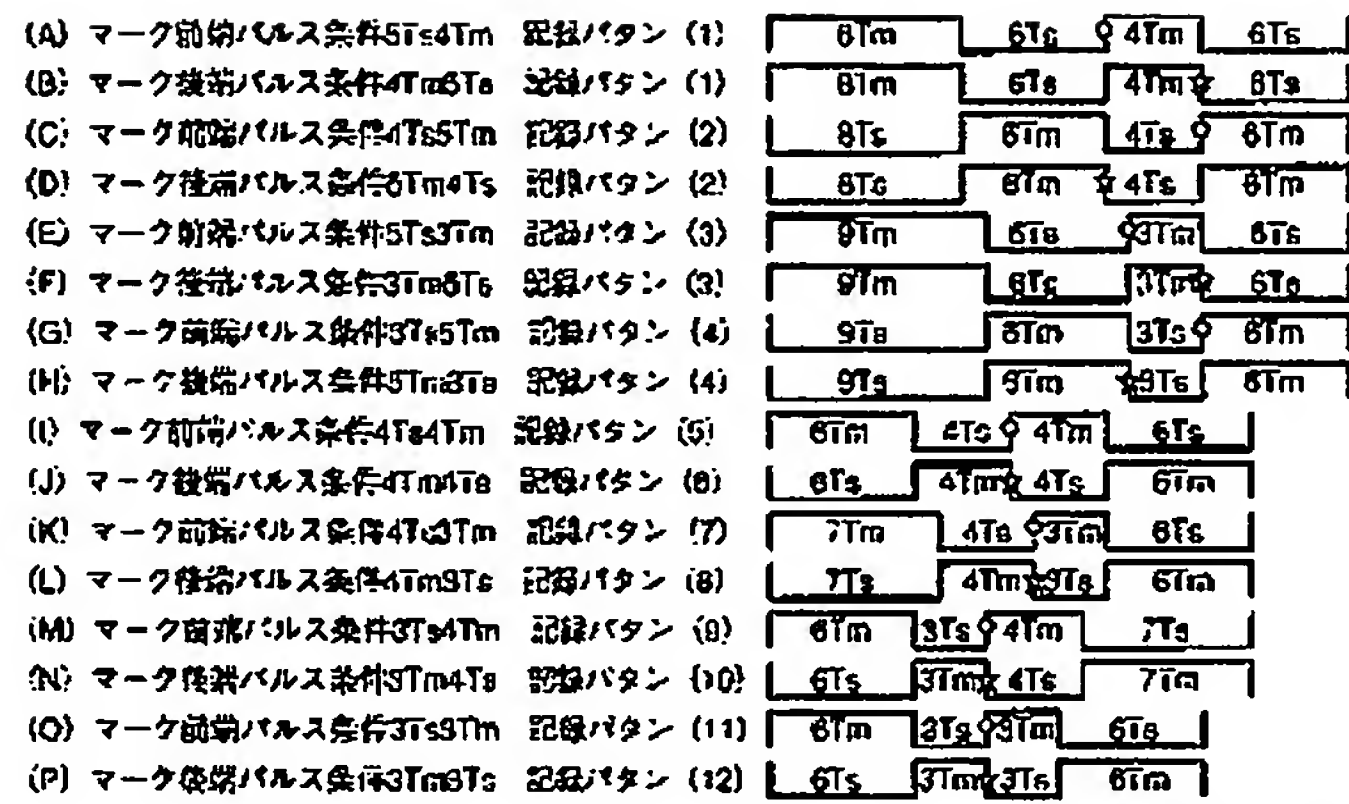 (A) マーク前端パルス条件5Ts4Tm 記録パタン (1) 8Tm 6Ts 4Tm 6Ts
(B) マーク後端パルス条件4Tm5Ts 記録パタン (1) 8Tm 6Ts 4Tm 6Ts
(C) マーク前端パルス条件4Ts5Tm 記録パタン (2) 8Ts 6Tm 4Ts 6Tm
(D) マーク後端パルス条件5Tm4Ts 記録パタン (2) 8Ts 6Tm 4Ts 6Tm
(E) マーク前端パルス条件5Ts3Tm 記録パタン (3) 9Tm 6Ts 3Tm 6Ts
(F) マーク後端パルス条件3Tm5Ts 記録パタン (3) 9Tm 6Ts 3Tm 6Ts
(G) マーク前端パルス条件3Ts5Tm 記録パタン (4) 9Ts 6Tm 3Ts 6Tm
(H) マーク後端パルス条件5Tm3Ts 記録パタン (4) 9Ts 6Tm 3Ts 6Tm
(I) マーク前端パルス条件4Ts4Tm 記録パタン (5) 6Tm 4Ts 4Tm 6Ts
(J) マーク後端パルス条件4Tm4Ts 記録パタン (6) 6Ts 4Tm 4Ts 6Tm
(K) マーク前端パルス条件4Ts3Tm 記録パタン (7) 7Tm 4Ts 3Tm 6Ts
(L) マーク後端パルス条件4Tm3Ts 記録パタン (8) 7Ts 4Tm 3Ts 6Tm
(M) マーク前端パルス条件3Ts4Tm 記録パタン (9) 6Tm 3Ts 4Tm 7Ts
(N) マーク後端パルス条件3Tm4Ts 記録パタン (10) 6Ts 3Tm 4Ts 7Tm
(O) マーク前端パルス条件3Ts3Tm 記録パタン (11) 6Tm 3Ts 3Tm 6Ts
(P) マーク後端パルス条件3Tm3Ts 記録パタン (12) 6Ts 3Tm 3Ts 6Tm